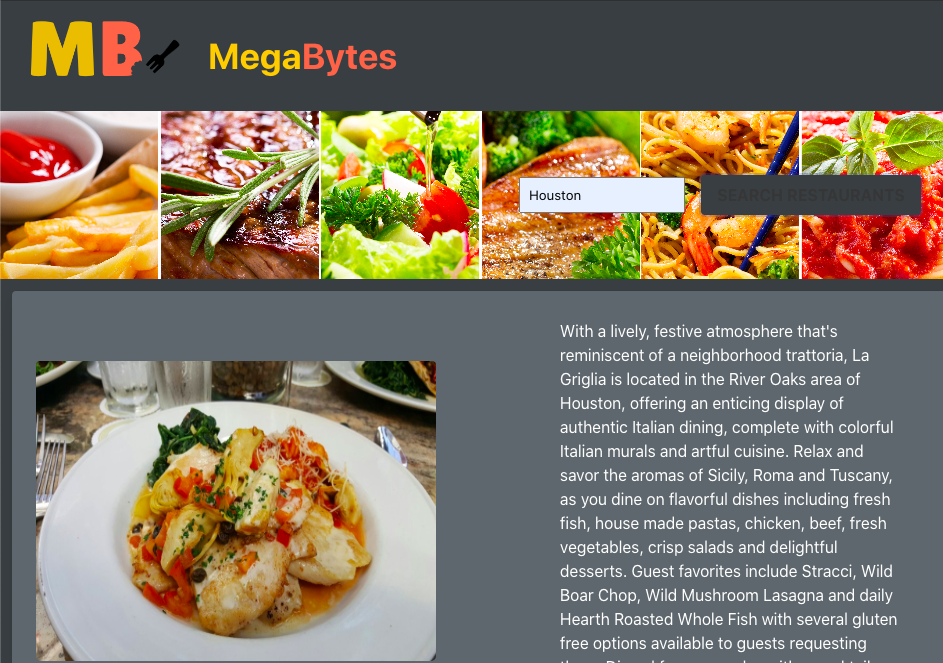 MB
MegaBytes
Houston
SEARCH RESTAURANTS
With a lively, festive atmosphere that's
reminiscent of a neighborhood trattoria, La
Griglia is located in the River Oaks area of
Houston, offering an enticing display of
authentic Italian dining, complete with colorful
Italian murals and artful cuisine. Relax and
savor the aromas of Sicily, Roma and Tuscany,
as you dine on flavorful dishes including fresh
fish, house made pastas, chicken, beef, fresh
vegetables, crisp salads and delightful
desserts. Guest favorites include Stracci, Wild
Boar Chop, Wild Mushroom Lasagna and daily
Hearth Roasted Whole Fish with several gluten
free options available to guests requesting